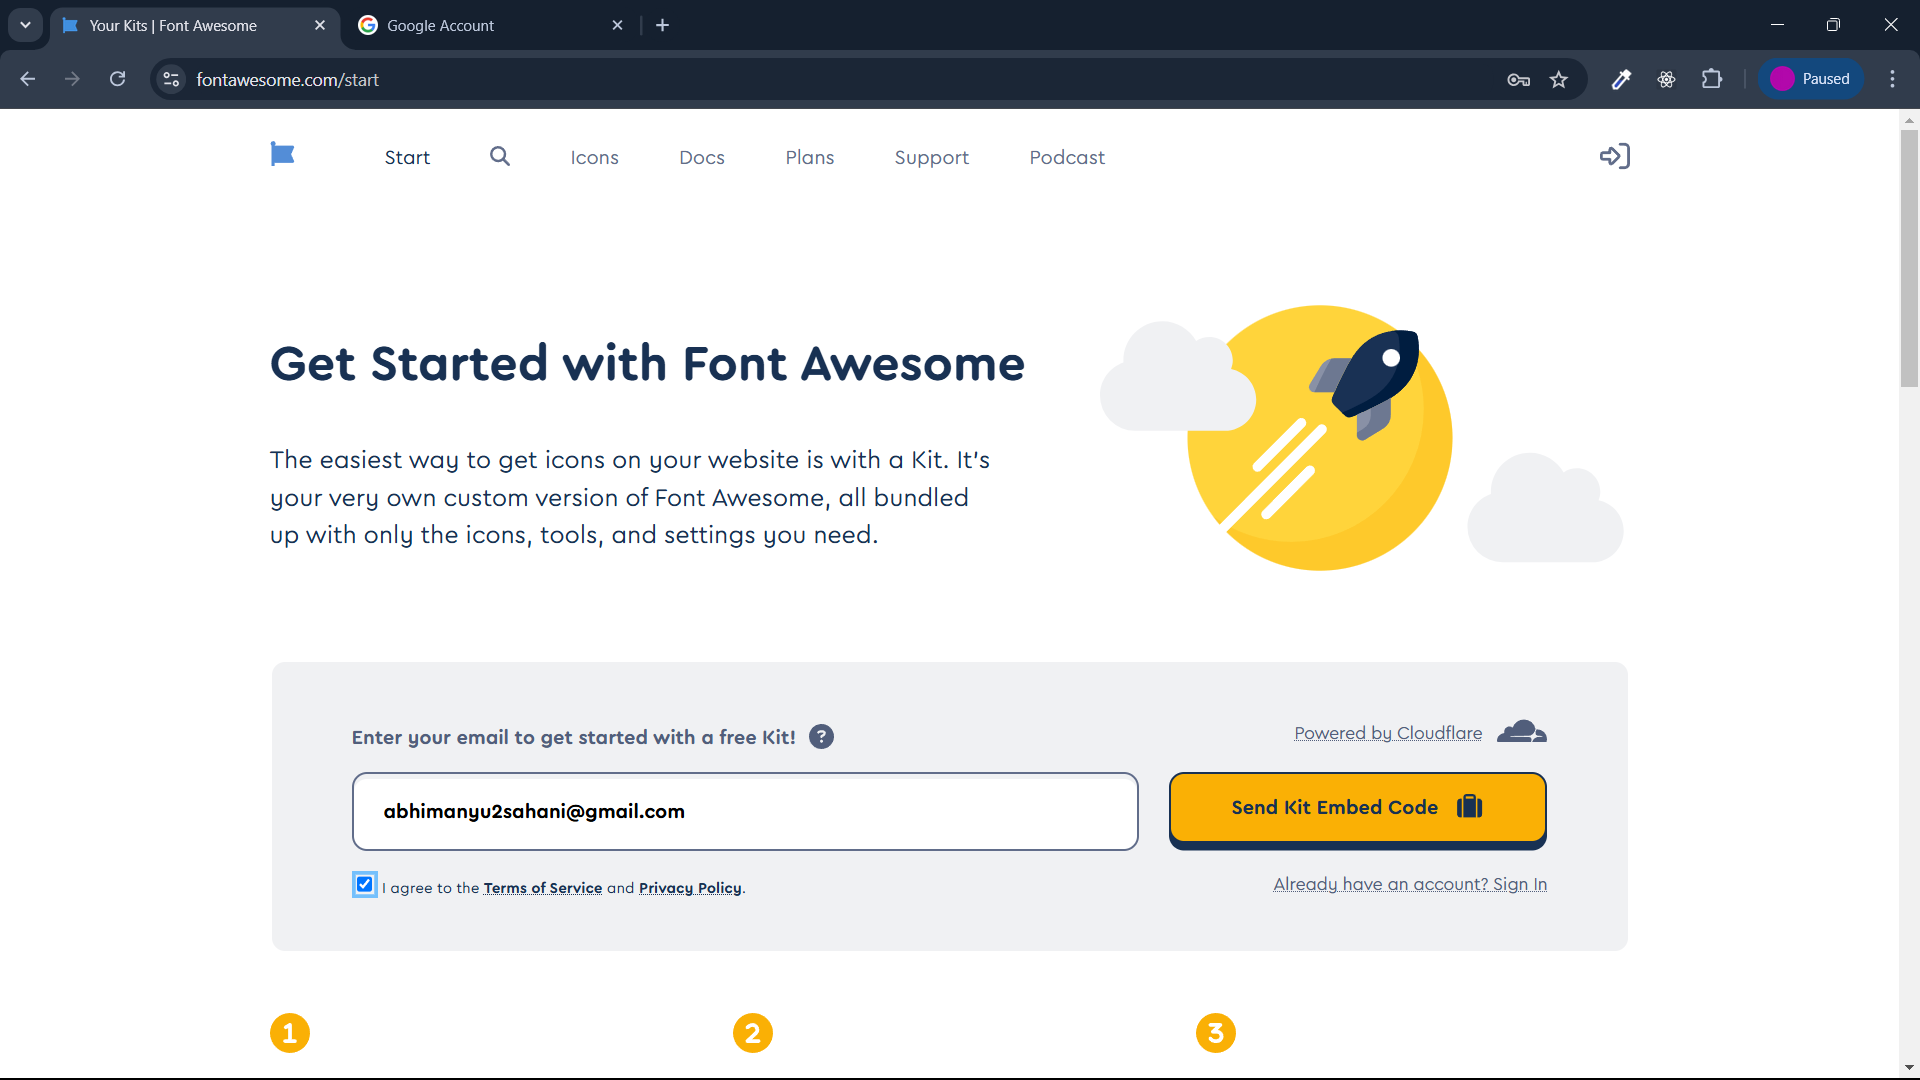 Your Kits | Font Awesome
Google Account
fontawesome.com/start
Paused
Start
Icons
Docs
Plans
Support
Podcast
Get Started with Font Awesome
The easiest way to get icons on your website is with a Kit. It's
your very own custom version of Font Awesome, all bundled
up with only the icons, tools, and settings you need.
Enter your email to get started with a free Kit! ?
Powered by Cloudflare
abhimanyu2sahani@gmail.com
Send Kit Embed Code
I agree to the Terms of Service and Privacy Policy.
Already have an account? Sign In
1
2
3